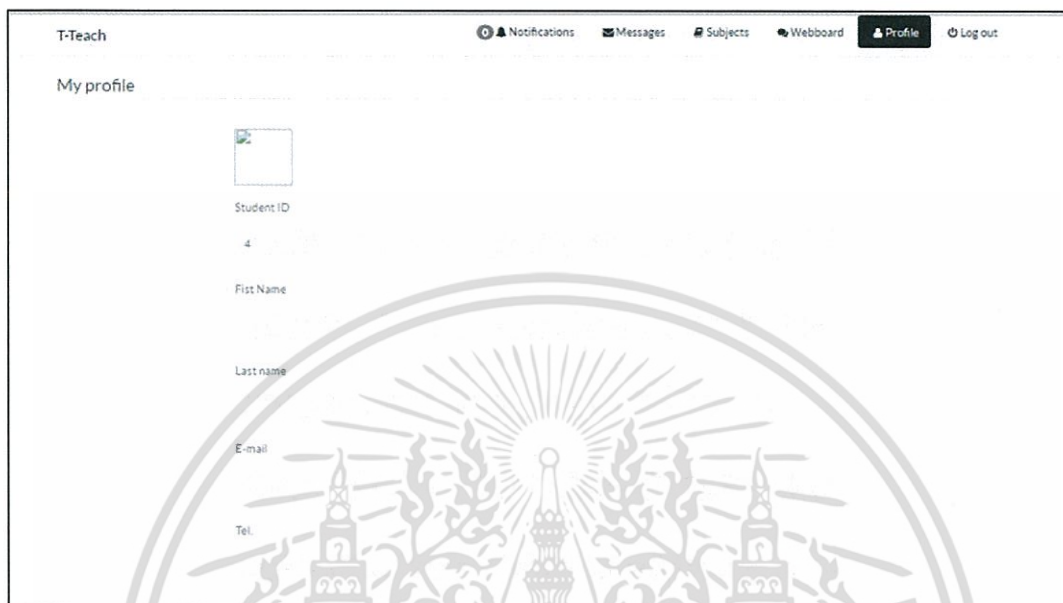 T-Teach 0 Notifications Messages Subjects Webboard Profile Log out
My profile
Student ID
4
Fist Name
Last name
E-mail
Tel.